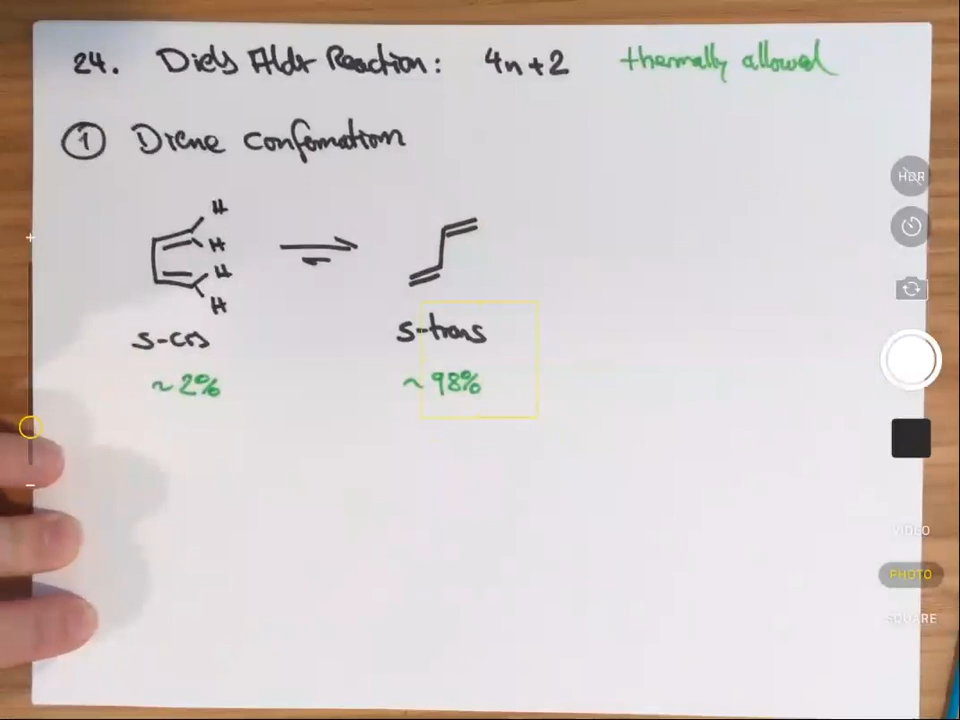 24. Diels Alder Reaction: 4n+2 thermally allowed
① Diene conformation
H
H
H
H
s-cis s-trans
~2% ~98%
HDR
VIDEO
PHOTO
SQUARE